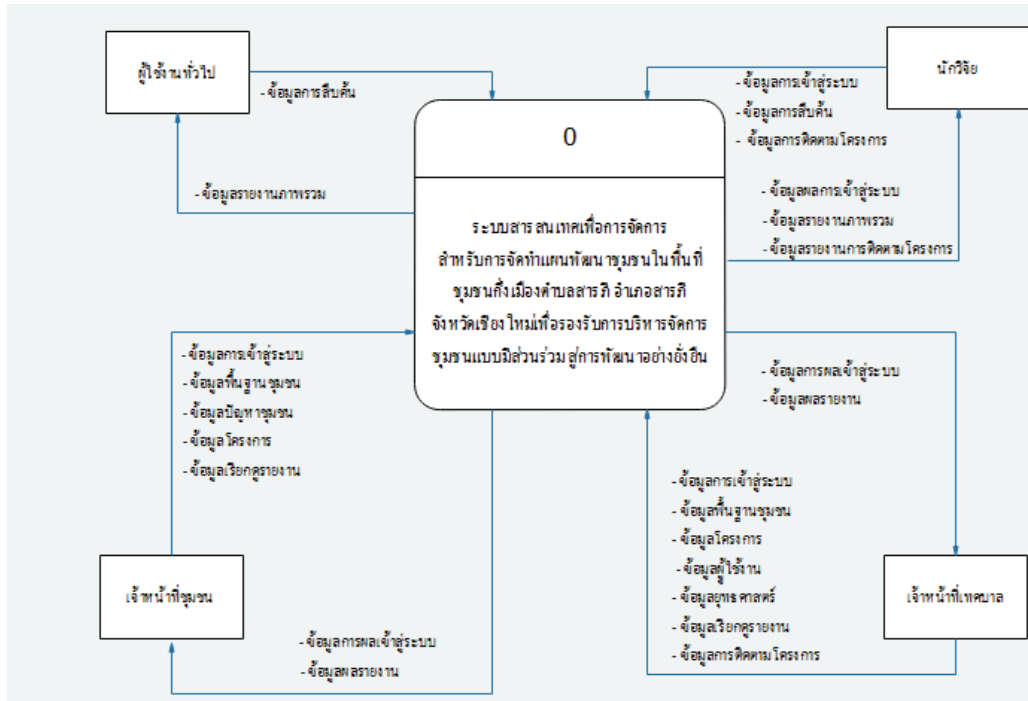 ผู้ใช้งานทั่วไป
- ข้อมูลการสืบค้น
- ข้อมูลรายงานภาพรวม
นักวิจัย
- ข้อมูลการเข้าสู่ระบบ
- ข้อมูลการสืบค้น
- ข้อมูลการติดตามโครงการ
- ข้อมูลผลการเข้าสู่ระบบ
- ข้อมูลรายงานภาพรวม
- ข้อมูลรายงานการติดตามโครงการ
0
ระบบสารสนเทศเพื่อการจัดการ
สำหรับการจัดทำแผนพัฒนาชุมชนในพื้นที่
ชุมชนกึ่งเมืองตำบลสารภี อำเภอสารภี
จังหวัดเชียงใหม่เพื่อรองรับการบริหารจัดการ
ชุมชนแบบมีส่วนร่วม สู่การพัฒนาอย่างยั่งยืน
- ข้อมูลการเข้าสู่ระบบ
- ข้อมูลพื้นฐานชุมชน
- ข้อมูลปัญหาชุมชน
- ข้อมูลโครงการ
- ข้อมูลเรียกดูรายงาน
เจ้าหน้าที่ชุมชน
- ข้อมูลการผลเข้าสู่ระบบ
- ข้อมูลผลรายงาน
- ข้อมูลการผลเข้าสู่ระบบ
- ข้อมูลผลรายงาน
- ข้อมูลการเข้าสู่ระบบ
- ข้อมูลพื้นฐานชุมชน
- ข้อมูลโครงการ
- ข้อมูลผู้ใช้งาน
- ข้อมูลยุทธศาสตร์
- ข้อมูลเรียกดูรายงาน
- ข้อมูลการติดตามโครงการ
เจ้าหน้าที่เทศบาล